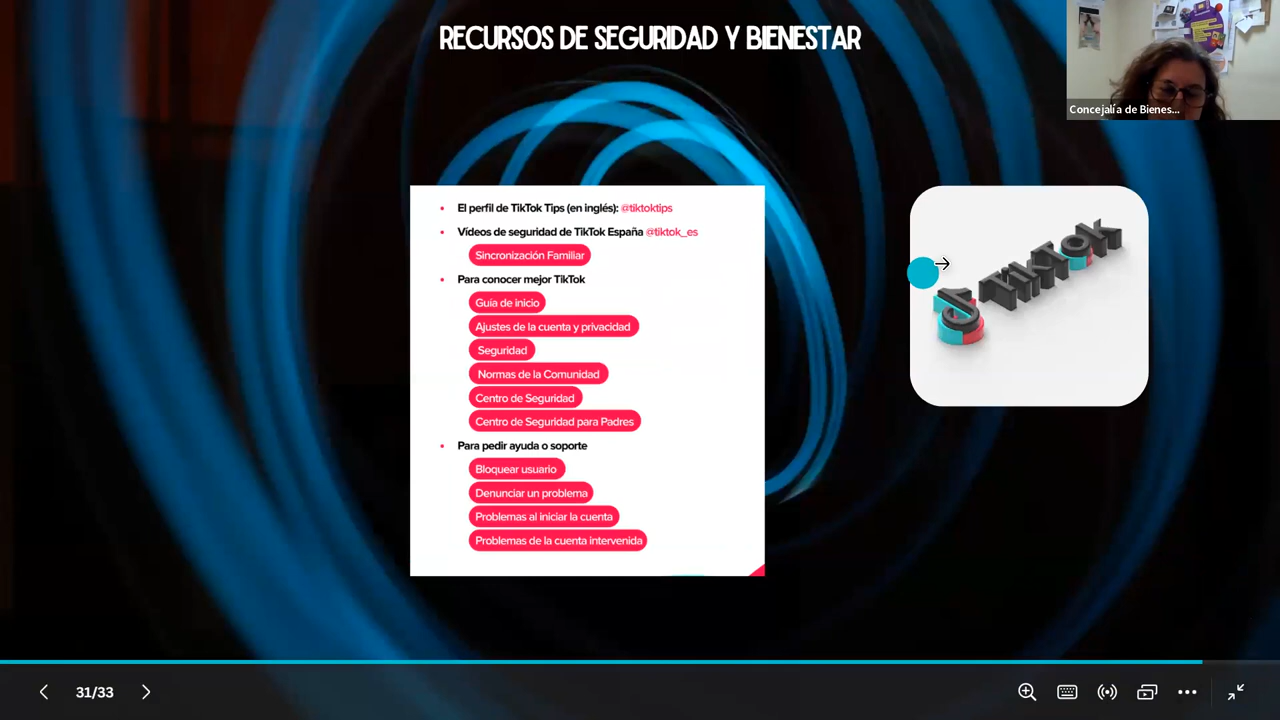 RECURSOS DE SEGURIDAD Y BIENESTAR
Concejalía de Bienes...
El perfil de TikTok Tips (en inglés): @tiktoktips
Vídeos de seguridad de TikTok España @tiktok_es
Sincronización Familiar
Para conocer mejor TikTok
Guía de inicio
Ajustes de la cuenta y privacidad
Seguridad
Normas de la Comunidad
Centro de Seguridad
Centro de Seguridad para Padres
Para pedir ayuda o soporte
Bloquear usuario
Denunciar un problema
Problemas al iniciar la cuenta
Problemas de la cuenta intervenida
TikTok
31/33